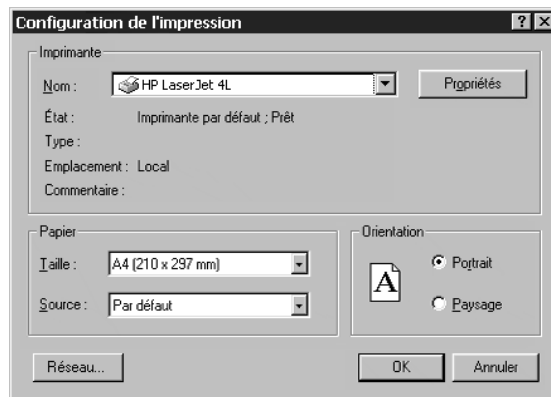 Configuration de l'impression
Imprimante
Nom : HP LaserJet 4L Propriétés
État : Imprimante par défaut ; Prêt
Type :
Emplacement : Local
Commentaire :
Papier
Taille : A4 (210 x 297 mm)
Source : Par défaut
Orientation
A
Portrait
Paysage
Réseau... OK Annuler